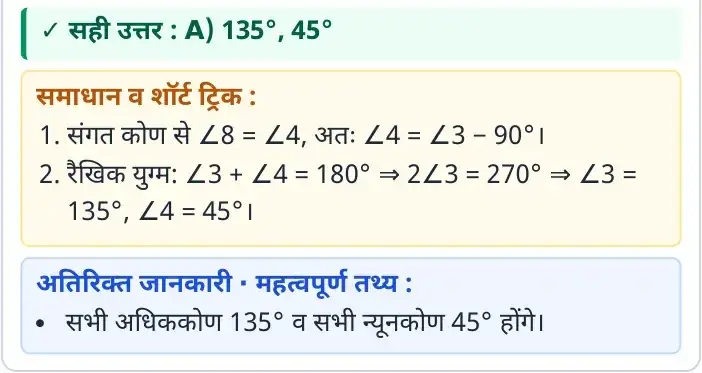 ✓ सही उत्तर : A) 135°, 45°
समाधान व शॉर्ट ट्रिक :
1. संगत कोण से ∠8 = ∠4, अतः ∠4 = ∠3 – 90°।
2. रैखिक युग्म: ∠3 + ∠4 = 180° ⇒ 2∠3 = 270° ⇒ ∠3 =
135°, ∠4 = 45°।
अतिरिक्त जानकारी · महत्वपूर्ण तथ्य :
• सभी अधिककोण 135° व सभी न्यूनकोण 45° होंगे।